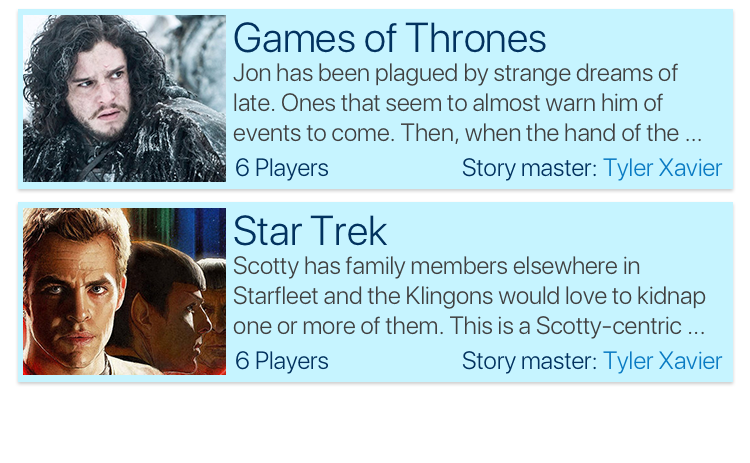 Games of Thrones
Jon has been plagued by strange dreams of
late. Ones that seem to almost warn him of
events to come. Then, when the hand of the ...
6 Players Story master: Tyler Xavier
Star Trek
Scotty has family members elsewhere in
Starfleet and the Klingons would love to kidnap
one or more of them. This is a Scotty-centric ...
6 Players Story master: Tyler Xavier